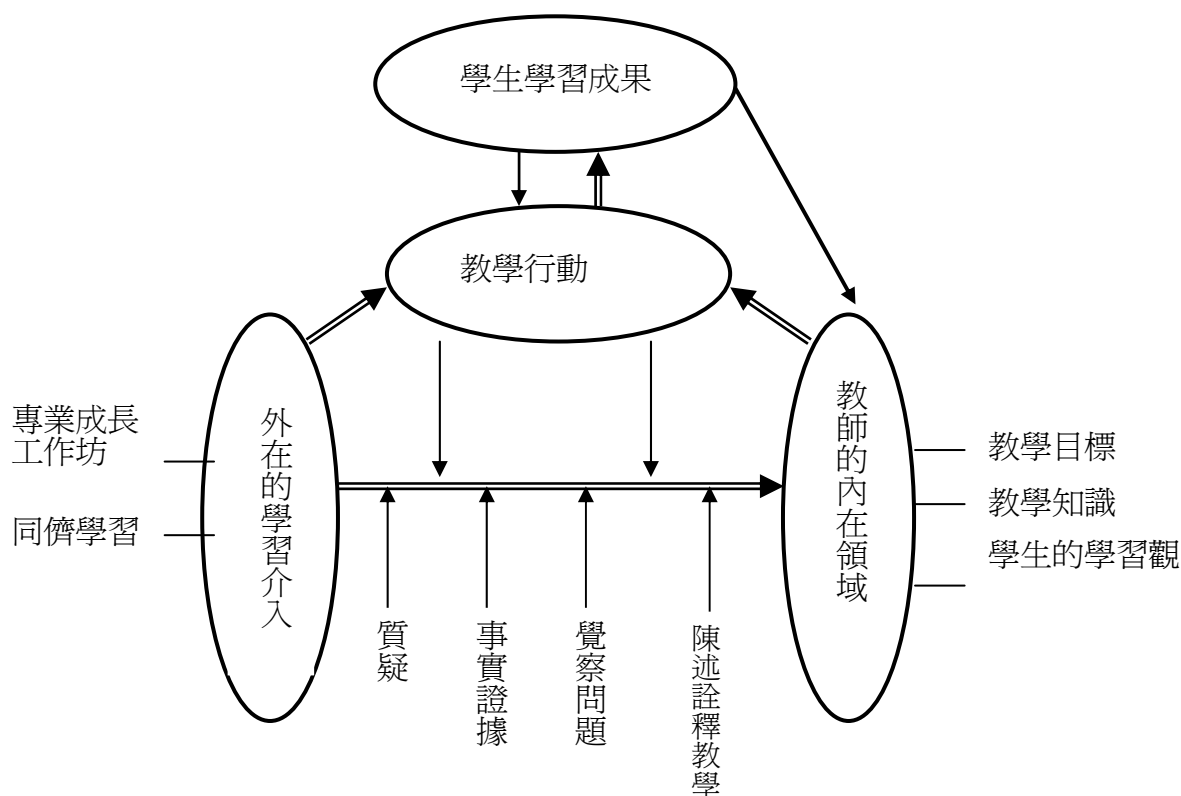 學生學習成果
教學行動
專業成長
工作坊
同儕學習
外在的學習介入
教師的內在領域
教學目標
教學知識
學生的學習觀
質疑
事實證據
覺察問題
陳述詮釋教學